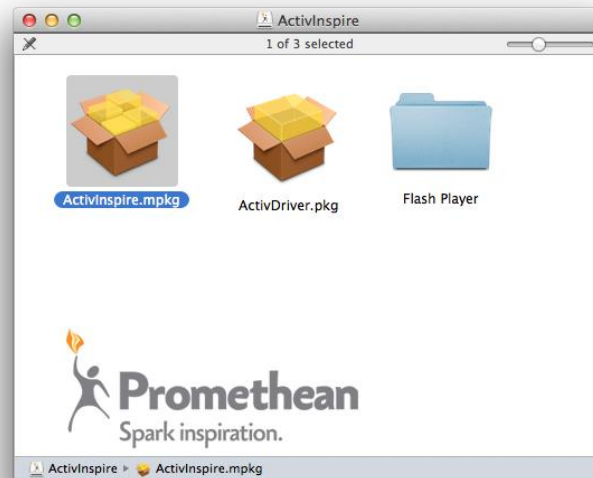 ActivInspire
1 of 3 selected
ActivInspire.mpkg
ActivDriver.pkg
Flash Player
Promethean
Spark inspiration.
ActivInspire ▸ ActivInspire.mpkg